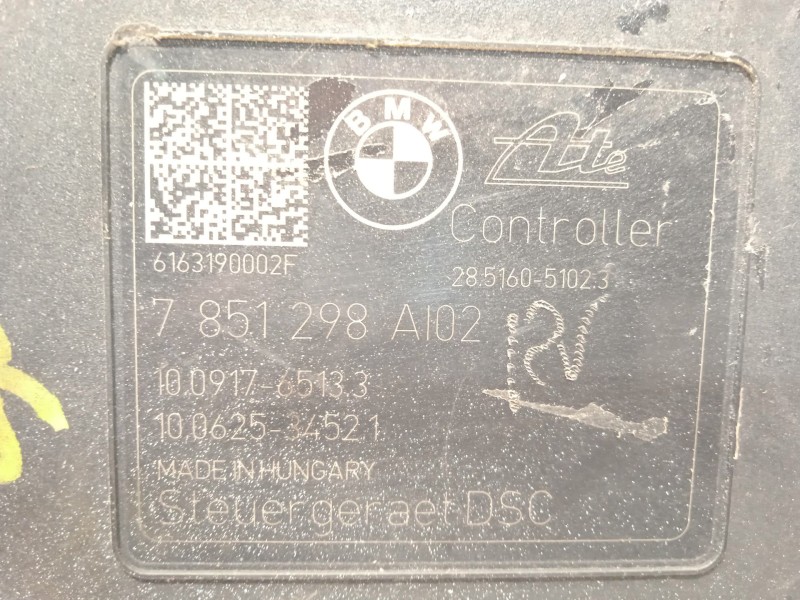 BMW
Ate
Controller
6163190002F
28.5160-5102.3
7 851 298 AI02
10.0917-6513.3
10.0625-3452.1
MADE IN HUNGARY
Steuergeraet DSC